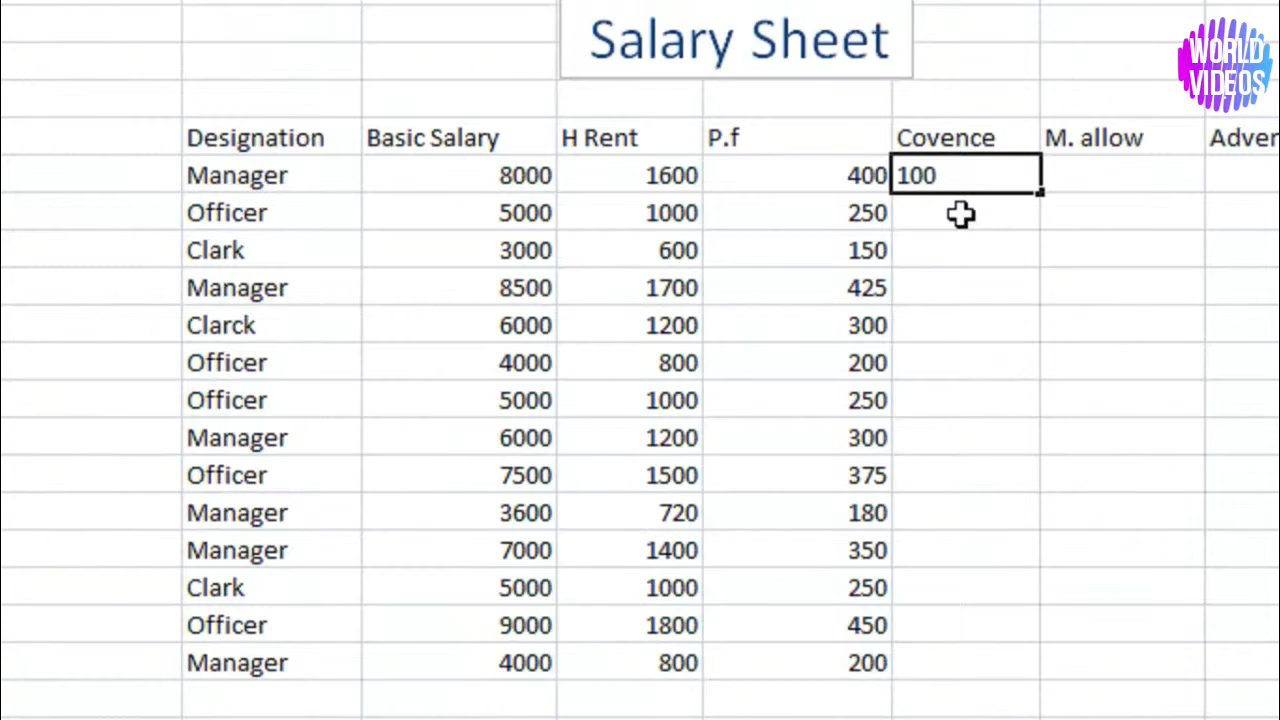 Salary Sheet
WORLD
VIDEOS
Designation Basic Salary H Rent P.f Covence M. allow Adver
Manager 8000 1600 400 100
Officer 5000 1000 250
Clark 3000 600 150
Manager 8500 1700 425
Clarck 6000 1200 300
Officer 4000 800 200
Officer 5000 1000 250
Manager 6000 1200 300
Officer 7500 1500 375
Manager 3600 720 180
Manager 7000 1400 350
Clark 5000 1000 250
Officer 9000 1800 450
Manager 4000 800 200